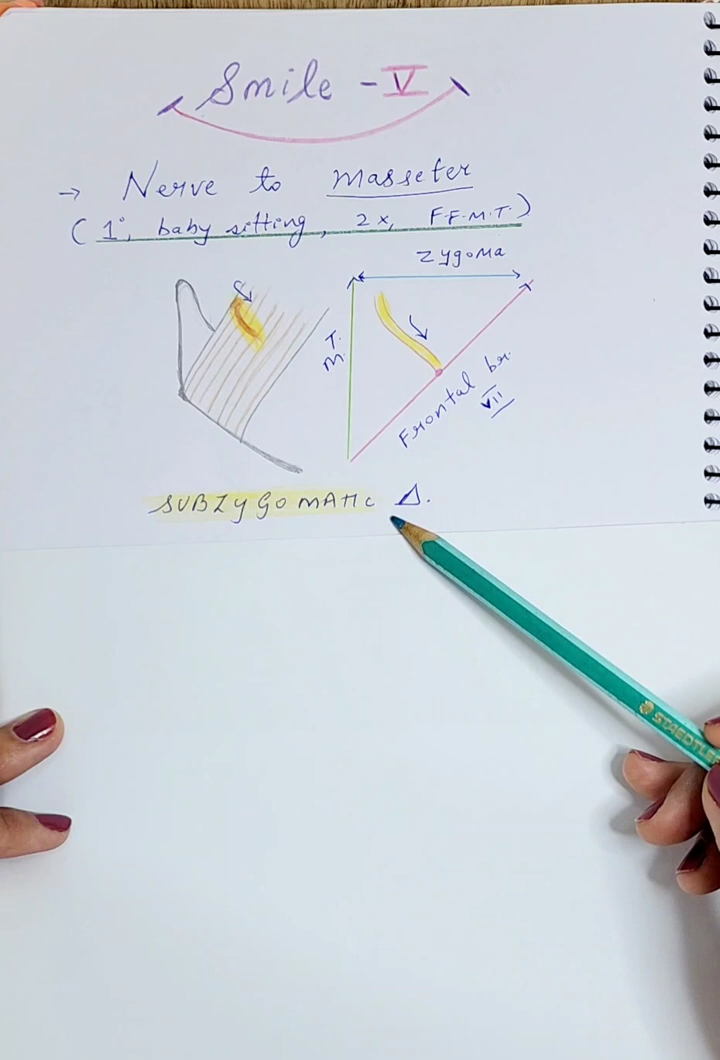 Smile - V
→ Nerve to Masseter
(1°, baby sitting, 2x, F.F.M.T.)
Zygoma
T.
M.
Frontal br.
VII
SUBZYGOMATIC Δ.
STAEDTLER